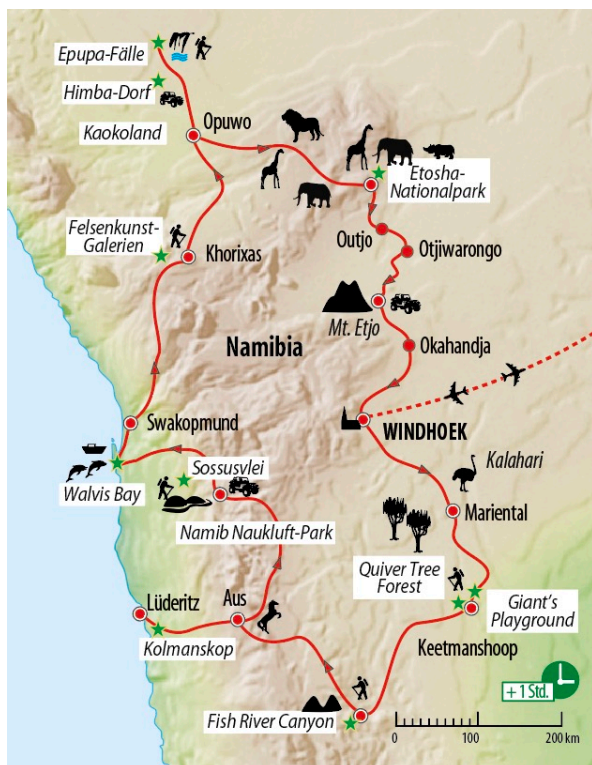 Epupa-Fälle
Himba-Dorf
Kaokoland
Opuwo
Etosha-
Nationalpark
Felsenkunst-
Galerien
Khorixas
Outjo
Otjiwarongo
Mt. Etjo
Namibia
Okahandja
Swakopmund
WINDHOEK
Walvis Bay
Sossusvlei
Kalahari
Namib Naukluft-Park
Mariental
Quiver Tree
Forest
Giant's
Playground
Lüderitz
Aus
Kolmanskop
Keetmanshoop
Fish River Canyon
+ 1 Std.
0 100 200 km